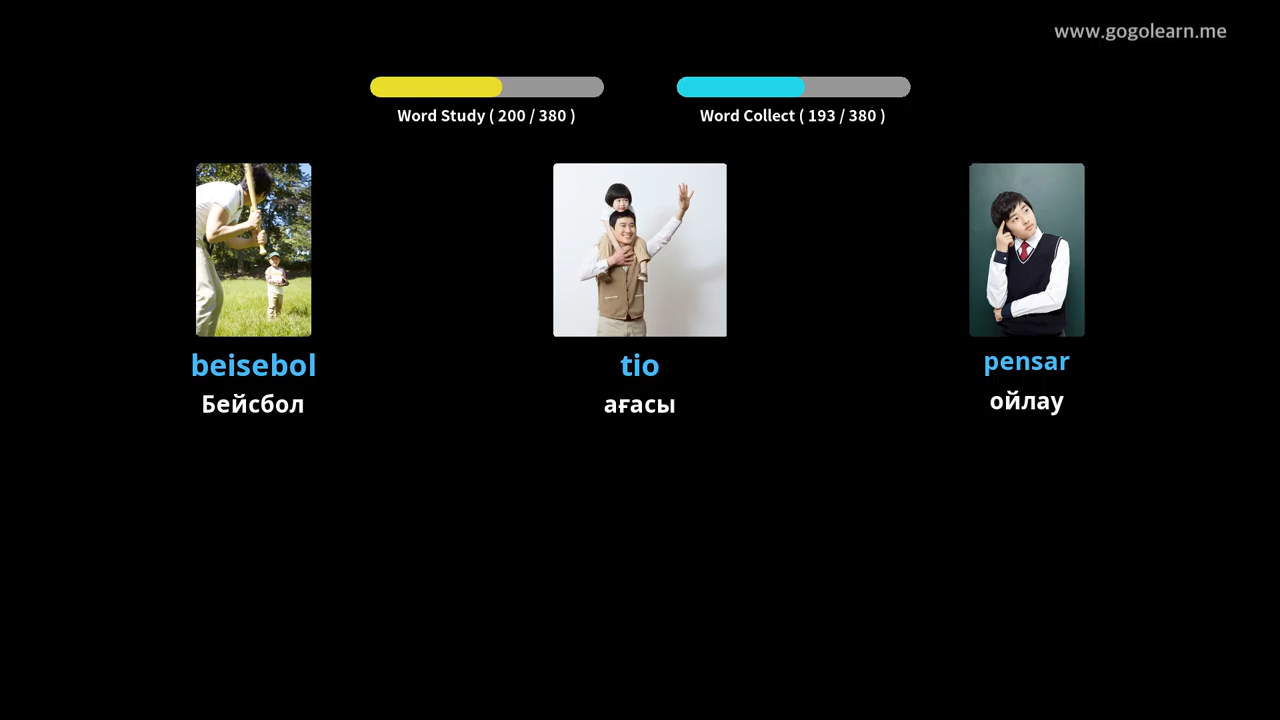 www.gogolearn.me
Word Study ( 200 / 380 )
Word Collect ( 193 / 380 )
beisebol
Бейсбол
tio
ағасы
pensar
ойлау